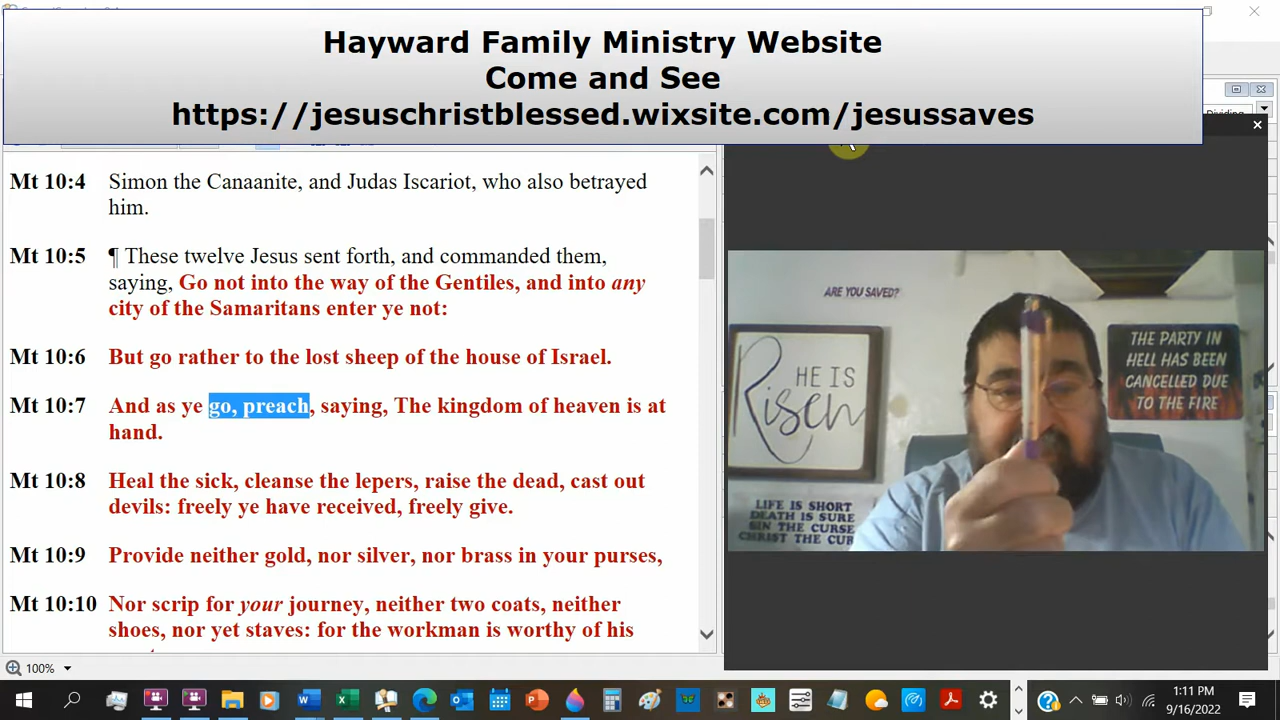 Hayward Family Ministry Website
Come and See
https://jesuschristblessed.wixsite.com/jesussaves
Dividing
Mt 10:4 Simon the Canaanite, and Judas Iscariot, who also betrayed
him.
Mt 10:5 ¶ These twelve Jesus sent forth, and commanded them,
saying, Go not into the way of the Gentiles, and into any
city of the Samaritans enter ye not:
Mt 10:6 But go rather to the lost sheep of the house of Israel.
Mt 10:7 And as ye go, preach, saying, The kingdom of heaven is at
hand.
Mt 10:8 Heal the sick, cleanse the lepers, raise the dead, cast out
devils: freely ye have received, freely give.
Mt 10:9 Provide neither gold, nor silver, nor brass in your purses,
Mt 10:10 Nor scrip for your journey, neither two coats, neither
shoes, nor yet staves: for the workman is worthy of his
ARE YOU SAVED?
HE IS
Risen
THE PARTY IN
HELL HAS BEEN
CANCELLED DUE
TO THE FIRE
LIFE IS SHORT
DEATH IS SURE
SIN THE CURSE
CHRIST THE CUR
100%
1:11 PM
9/16/2022